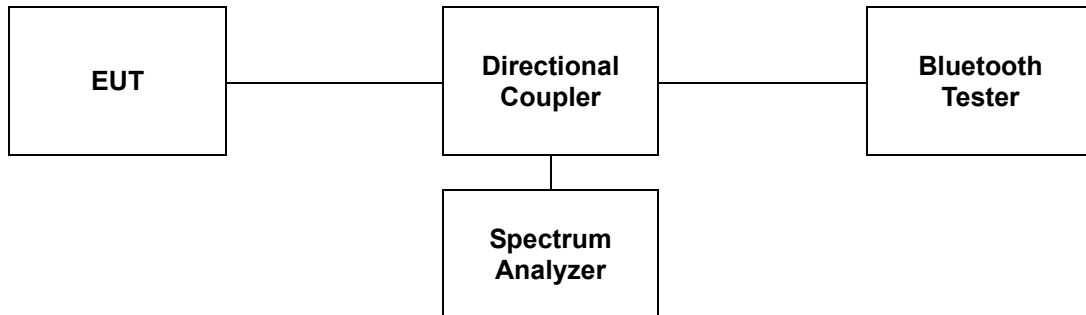 EUT
Directional
Coupler
Bluetooth
Tester
Spectrum
Analyzer